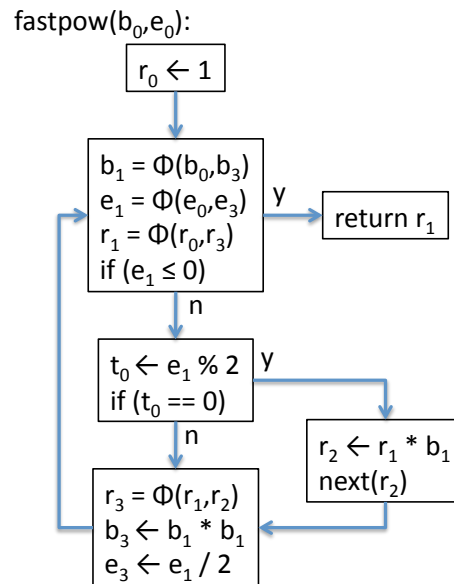 fastpow(b₀,e₀):
r₀ ← 1
b₁ = Φ(b₀,b₃)
e₁ = Φ(e₀,e₃)
r₁ = Φ(r₀,r₃)
if (e₁ ≤ 0)
y
return r₁
n
t₀ ← e₁ % 2
if (t₀ == 0)
y
r₂ ← r₁ * b₁
next(r₂)
n
r₃ = Φ(r₁,r₂)
b₃ ← b₁ * b₁
e₃ ← e₁ / 2